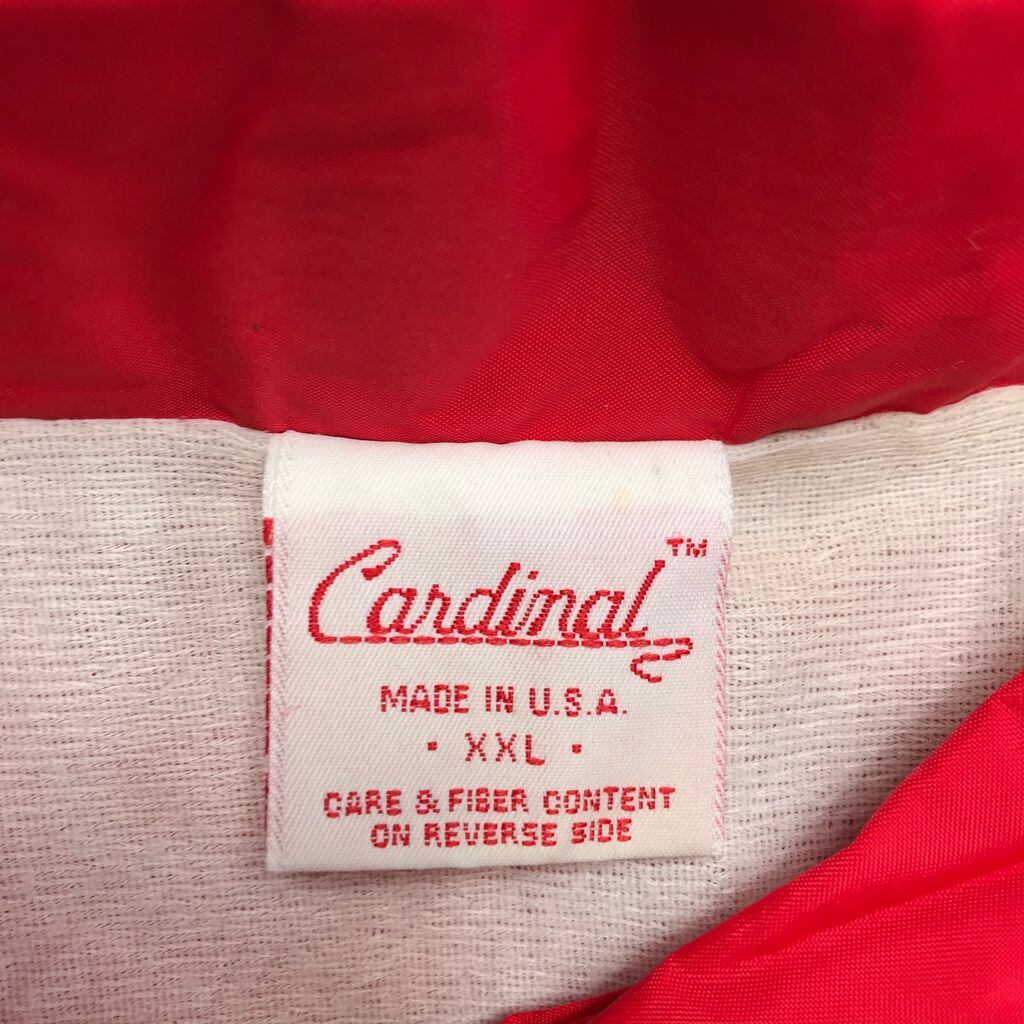 Cardinal™
MADE IN U.S.A.
· XXL ·
CARE & FIBER CONTENT
ON REVERSE SIDE